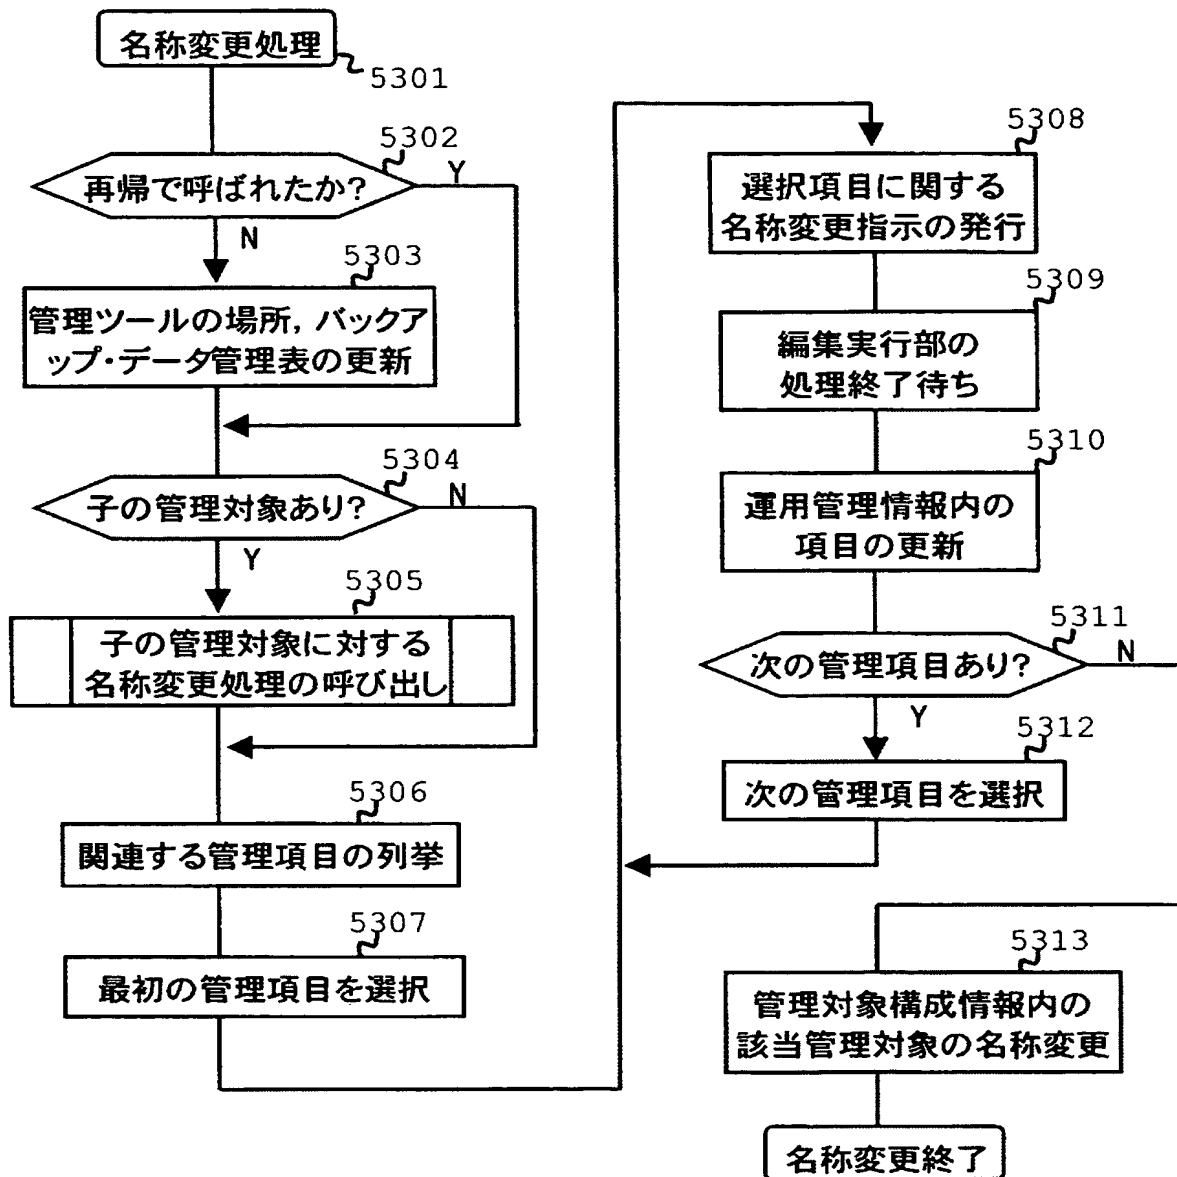 名称変更処理
5301
5302
再帰で呼ばれたか?
Y
N
5303
管理ツールの場所，バックア
ップ・データ管理表の更新
5304
子の管理対象あり?
N
Y
5305
子の管理対象に対する
名称変更処理の呼び出し
5306
関連する管理項目の列挙
5307
最初の管理項目を選択
5308
選択項目に関する
名称変更指示の発行
5309
編集実行部の
処理終了待ち
5310
運用管理情報内の
項目の更新
5311
次の管理項目あり?
N
Y
5312
次の管理項目を選択
5313
管理対象構成情報内の
該当管理対象の名称変更
名称変更終了